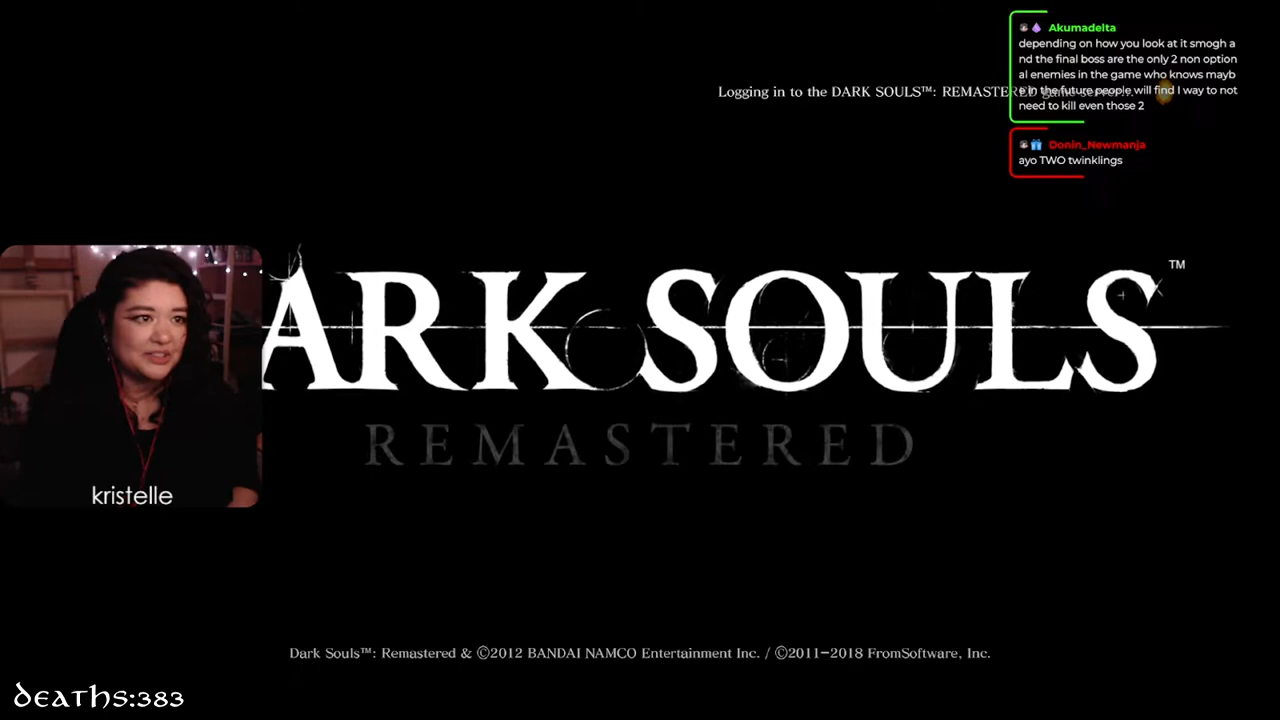 Akumadelta
depending on how you look at it smogh a
nd the final boss are the only 2 non option
al enemies in the game who knows mayb
e in the future people will find I way to not
need to kill even those 2
Logging in to the DARK SOULS™: REMASTERED game server...
Donin_Newmanja
ayo TWO twinklings
ARK SOULS™
REMASTERED
kristelle
Dark Souls™: Remastered & ©2012 BANDAI NAMCO Entertainment Inc. / ©2011-2018 FromSoftware, Inc.
deaths:383